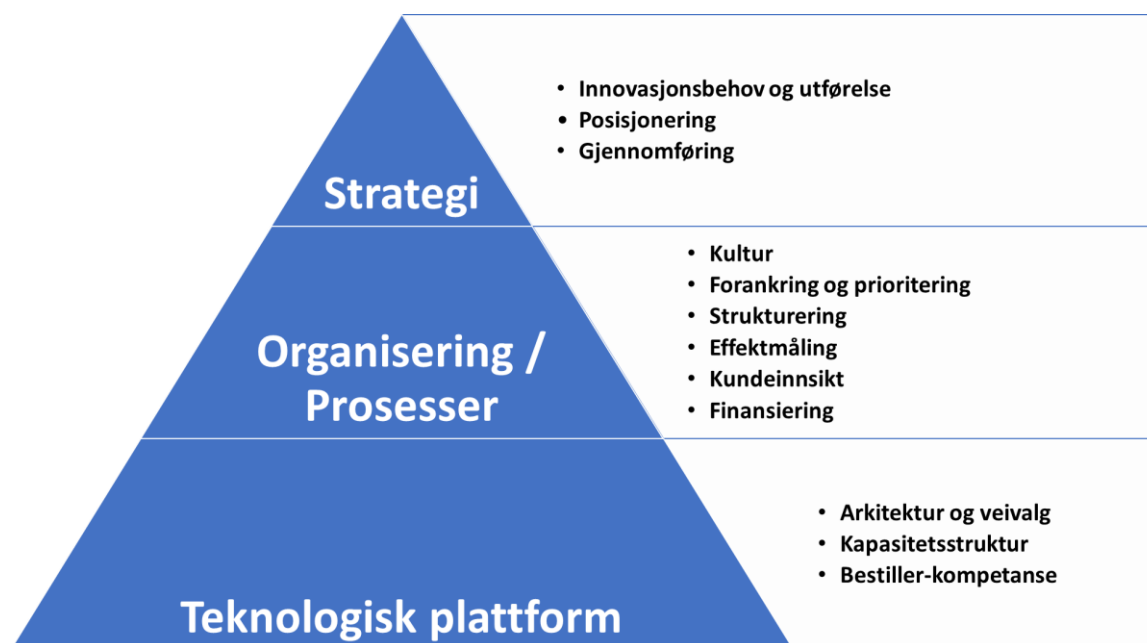 • Innovasjonsbehov og utførelse
• Posisjonering
• Gjennomføring
Strategi
• Kultur
• Forankring og prioritering
• Strukturering
• Effektmåling
• Kundeinnsikt
• Finansiering
Organisering /
Prosesser
• Arkitektur og veivalg
• Kapasitetsstruktur
• Bestiller-kompetanse
Teknologisk plattform